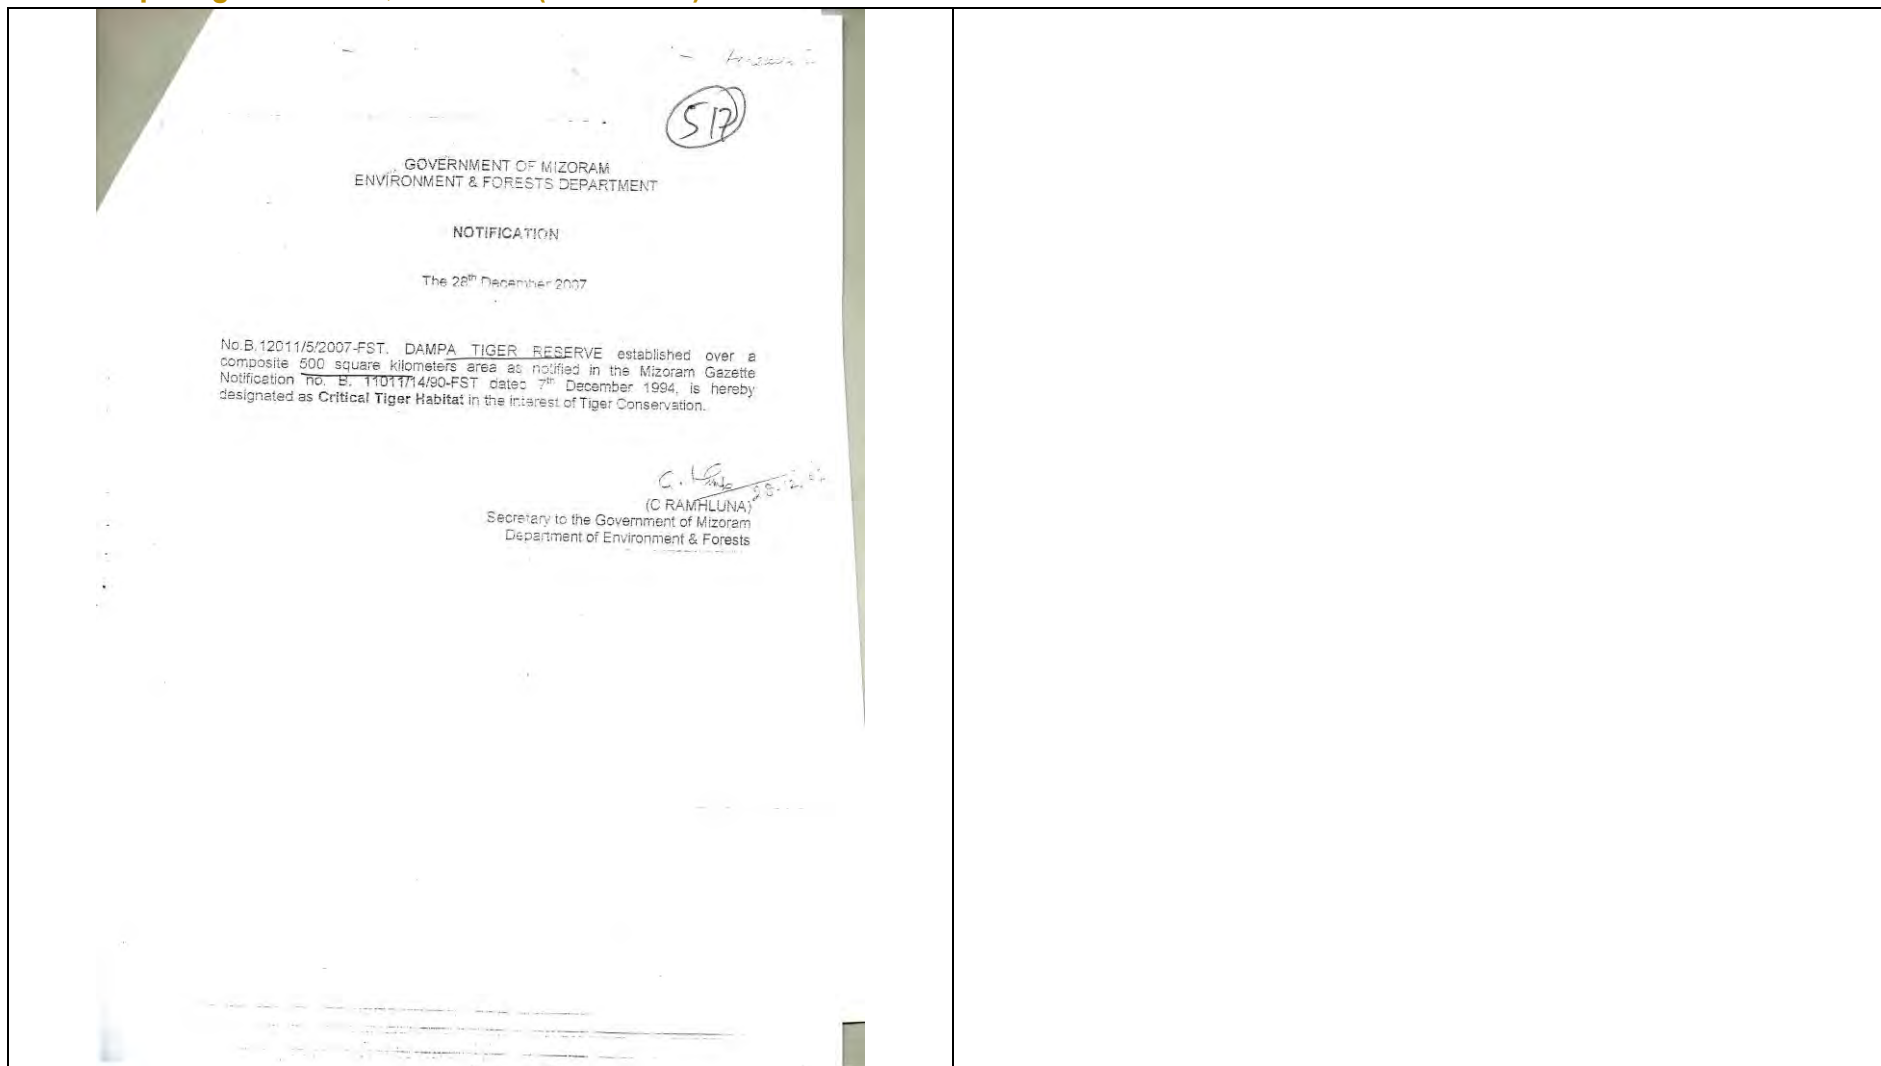 517
GOVERNMENT OF MIZORAM
ENVIRONMENT & FORESTS DEPARTMENT
NOTIFICATION
The 28th December 2007
No.B.12011/5/2007-FST. DAMPA TIGER RESERVE established over a
composite 500 square kilometers area as notified in the Mizoram Gazette
Notification no. B. 11011/14/90-FST dated 7th December 1994, is hereby
designated as Critical Tiger Habitat in the interest of Tiger Conservation.
28.12.
(C RAMHLUNA)
Secretary to the Government of Mizoram
Department of Environment & Forests